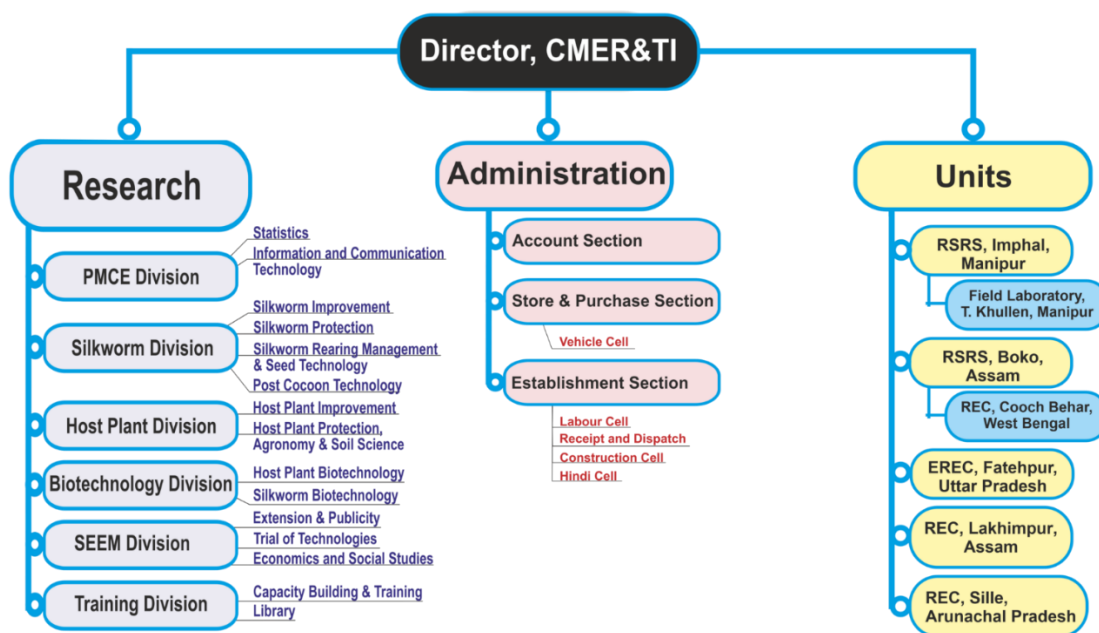 Director, CMER&TI
Research
PMCE Division
Statistics
Information and Communication
Technology
Silkworm Division
Silkworm Improvement
Silkworm Protection
Silkworm Rearing Management
& Seed Technology
Post Cocoon Technology
Host Plant Division
Host Plant Improvement
Host Plant Protection,
Agronomy & Soil Science
Biotechnology Division
Host Plant Biotechnology
Silkworm Biotechnology
SEEM Division
Extension & Publicity
Trial of Technologies
Economics and Social Studies
Training Division
Capacity Building & Training
Library
Administration
Account Section
Store & Purchase Section
Vehicle Cell
Establishment Section
Labour Cell
Receipt and Dispatch
Construction Cell
Hindi Cell
Units
RSRS, Imphal,
Manipur
Field Laboratory,
T. Khullen, Manipur
RSRS, Boko,
Assam
REC, Cooch Behar,
West Bengal
EREC, Fatehpur,
Uttar Pradesh
REC, Lakhimpur,
Assam
REC, Sille,
Arunachal Pradesh